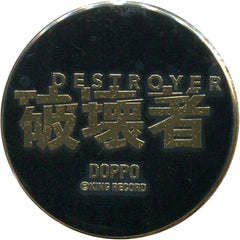 DESTROYER
破壊者
DOPPO
©KING RECORD